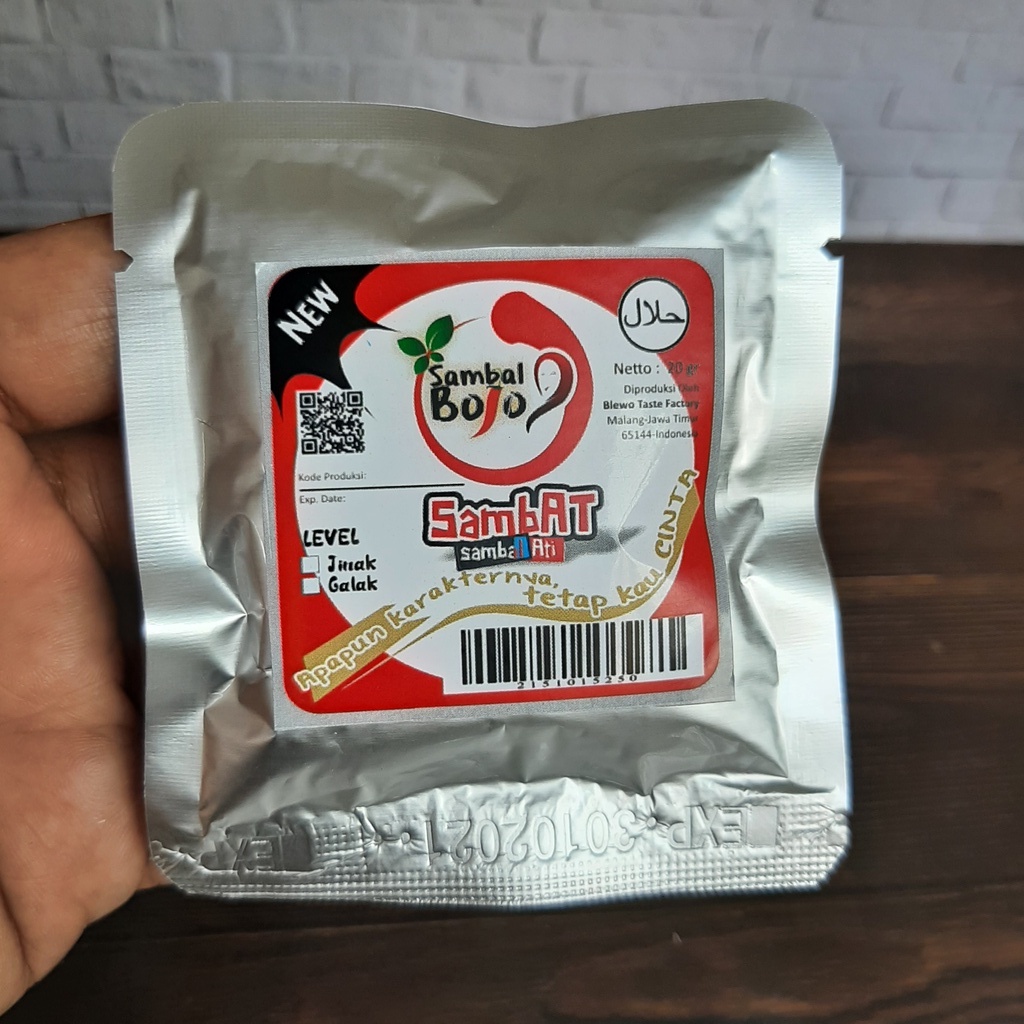 NEW
Sambal
BOJO
حلال
Netto : 20 gr
Diproduksi Oleh
Blewo Taste Factory
Malang-Jawa Timur
65144-Indonesia
Kode Produksi:
Exp. Date:
SambAT
sambal Ati
LEVEL
Jinak
Galak
Apapun karakternya, tetap kau CINTA
2151015250
EXP 30102021